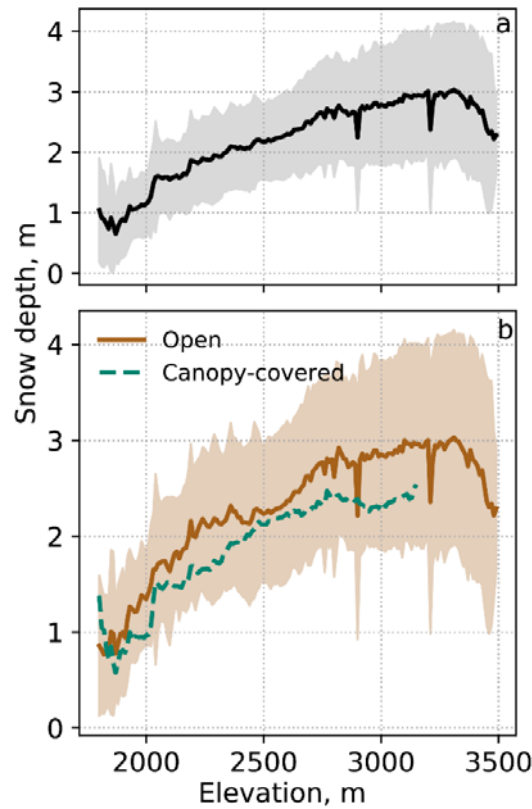 a
4
3
2
1
0
Snow depth, m
b
Open
Canopy-covered
4
3
2
1
0
2000 2500 3000 3500
Elevation, m